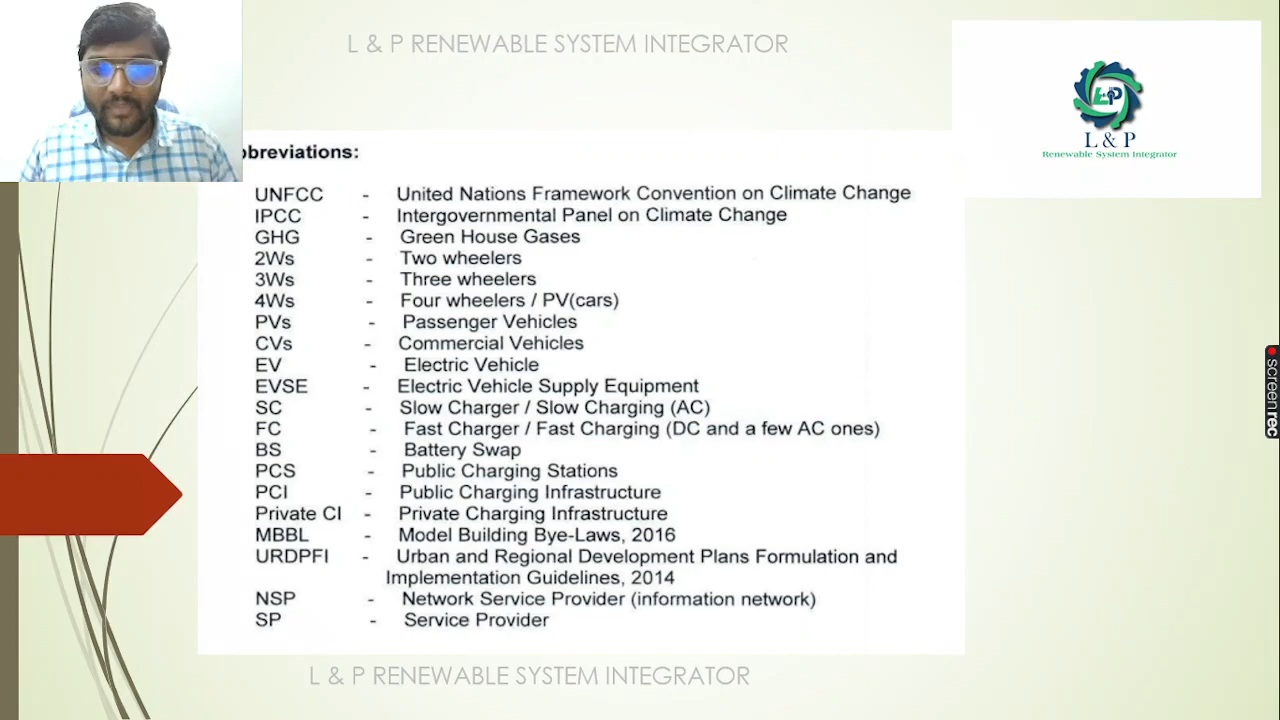 L & P RENEWABLE SYSTEM INTEGRATOR
L & P
L & P
Renewable System Integrator
bbreviations:
UNFCC - United Nations Framework Convention on Climate Change
IPCC - Intergovernmental Panel on Climate Change
GHG - Green House Gases
2Ws - Two wheelers
3Ws - Three wheelers
4Ws - Four wheelers / PV(cars)
PVs - Passenger Vehicles
CVs - Commercial Vehicles
EV - Electric Vehicle
EVSE - Electric Vehicle Supply Equipment
SC - Slow Charger / Slow Charging (AC)
FC - Fast Charger / Fast Charging (DC and a few AC ones)
BS - Battery Swap
PCS - Public Charging Stations
PCI - Public Charging Infrastructure
Private CI - Private Charging Infrastructure
MBBL - Model Building Bye-Laws, 2016
URDPFI - Urban and Regional Development Plans Formulation and
Implementation Guidelines, 2014
NSP - Network Service Provider (information network)
SP - Service Provider
L & P RENEWABLE SYSTEM INTEGRATOR
screenrec